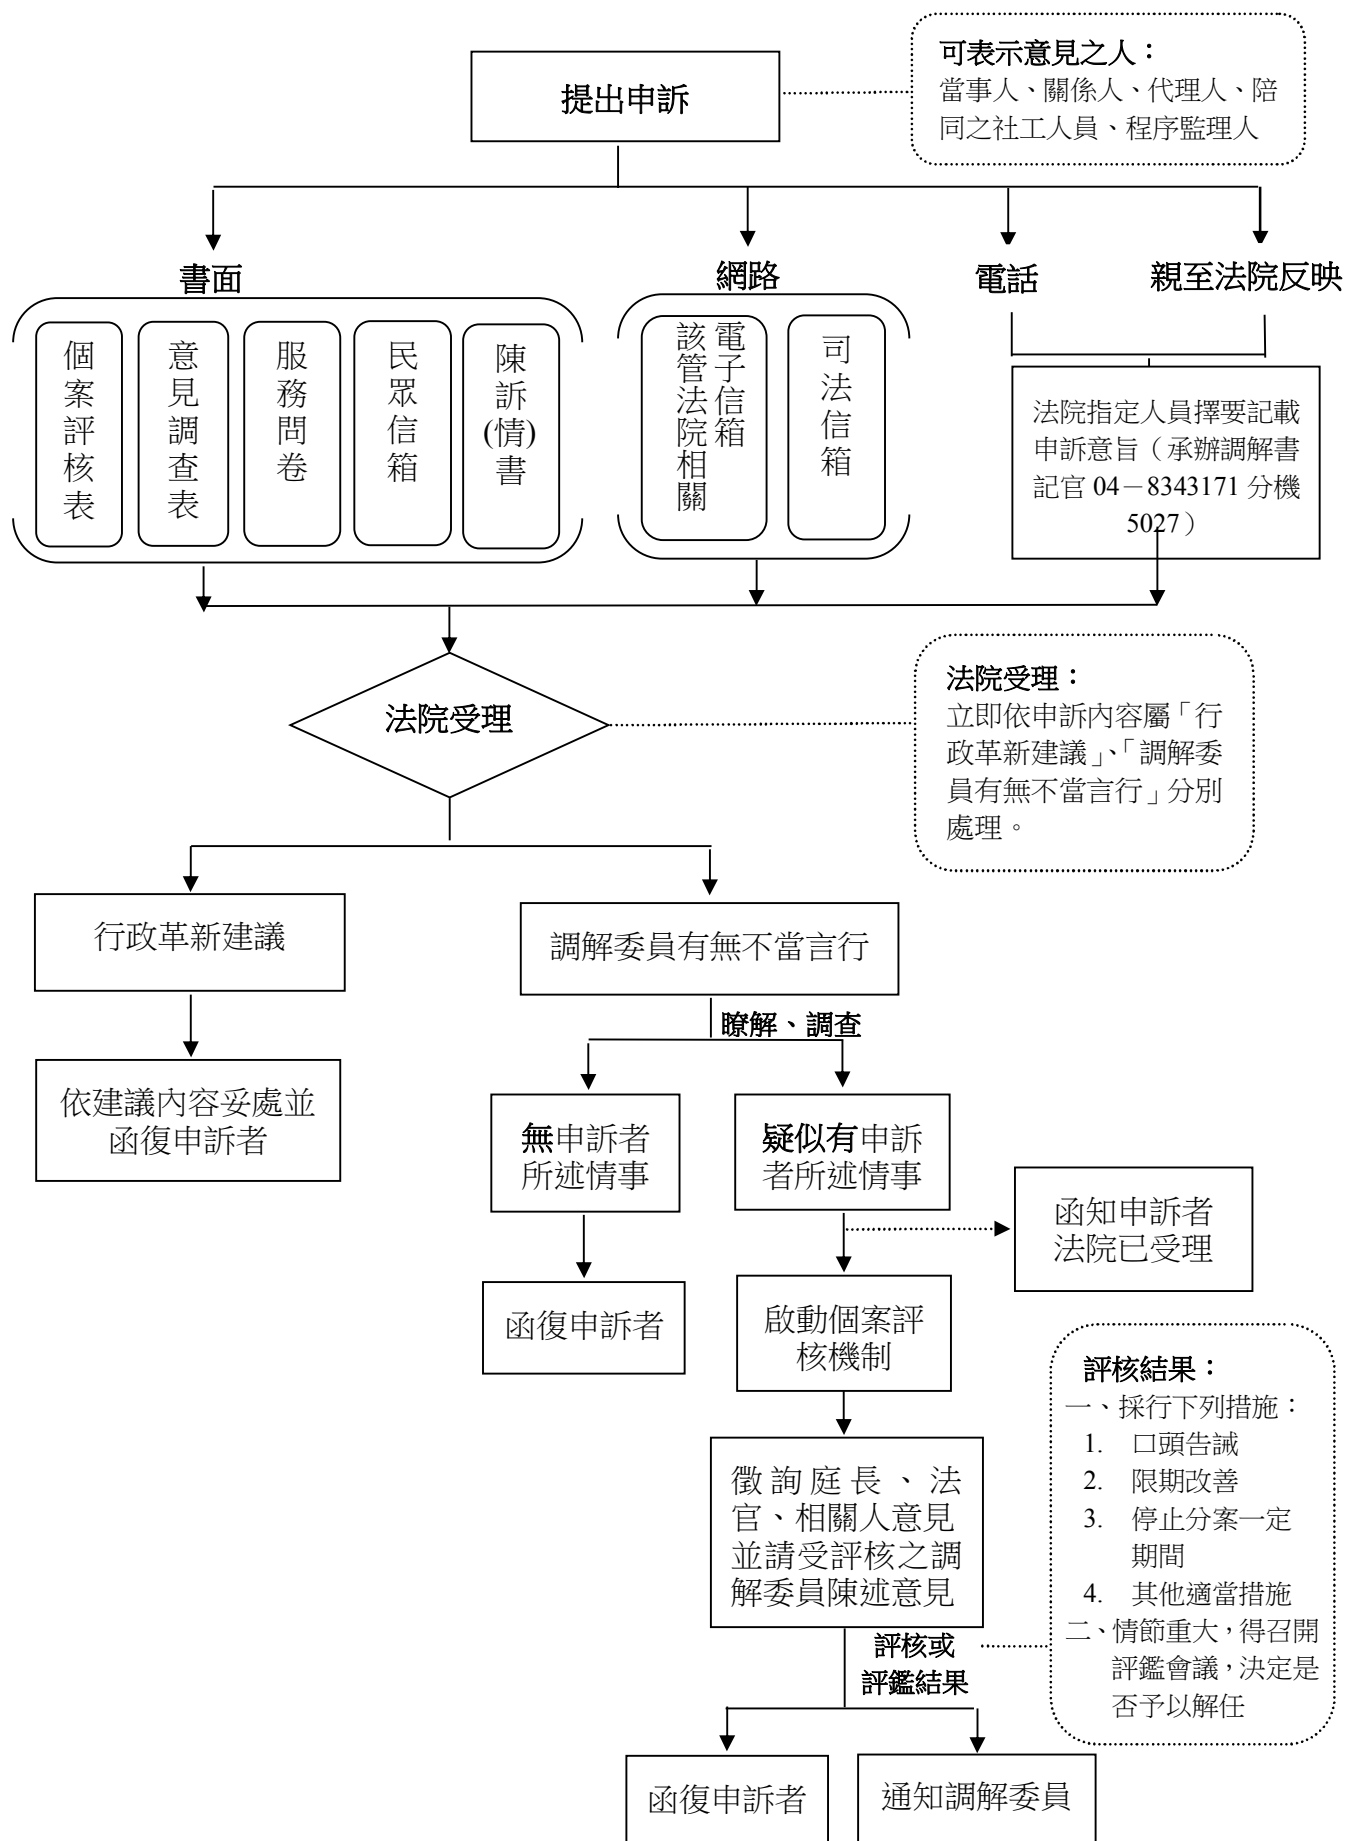 提出申訴
可表示意見之人：
當事人、關係人、代理人、陪
同之社工人員、程序監理人
書面
網路
電話
親至法院反映
個案評核表
意見調查表
服務問卷
民眾信箱
陳訴(情)書
電子信箱
該管法院相關
司法信箱
法院指定人員擇要記載
申訴意旨（承辦調解書
記官 04－8343171 分機
5027）
法院受理
法院受理：
立即依申訴內容屬「行
政革新建議」、「調解委
員有無不當言行」分別
處理。
行政革新建議
調解委員有無不當言行
瞭解、調查
依建議內容妥處並
函復申訴者
無申訴者
所述情事
疑似有申訴
者所述情事
函知申訴者
法院已受理
函復申訴者
啟動個案評
核機制
評核結果：
一、採行下列措施：
1. 口頭告誡
2. 限期改善
3. 停止分案一定
期間
4. 其他適當措施
二、情節重大，得召開
評鑑會議，決定是
否予以解任
徵詢庭長、法
官、相關人意見
並請受評核之調
解委員陳述意見
評核或
評鑑結果
函復申訴者
通知調解委員